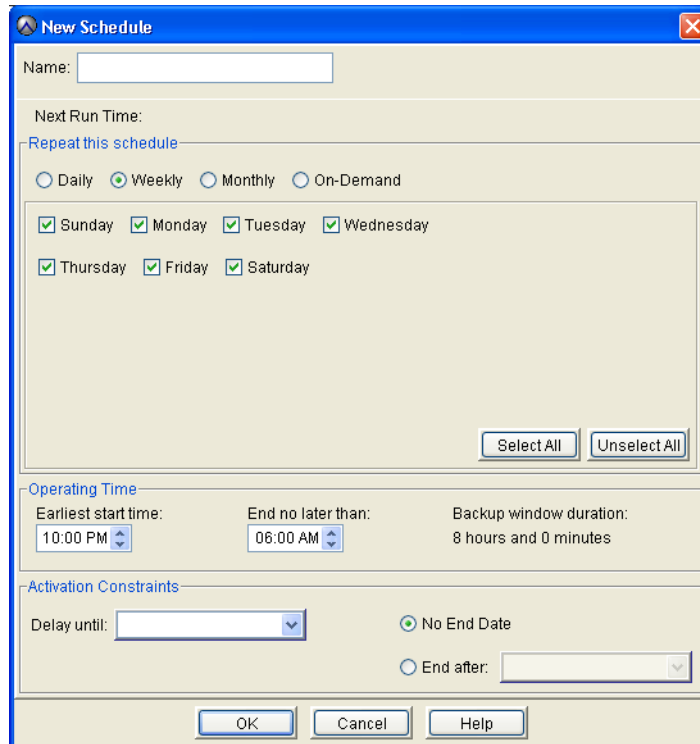 New Schedule
Name:
Next Run Time:
Repeat this schedule
Daily Weekly Monthly On-Demand
Sunday Monday Tuesday Wednesday
Thursday Friday Saturday
Select All Unselect All
Operating Time
Earliest start time: End no later than: Backup window duration:
10:00 PM 06:00 AM 8 hours and 0 minutes
Activation Constraints
Delay until: No End Date
End after:
OK Cancel Help